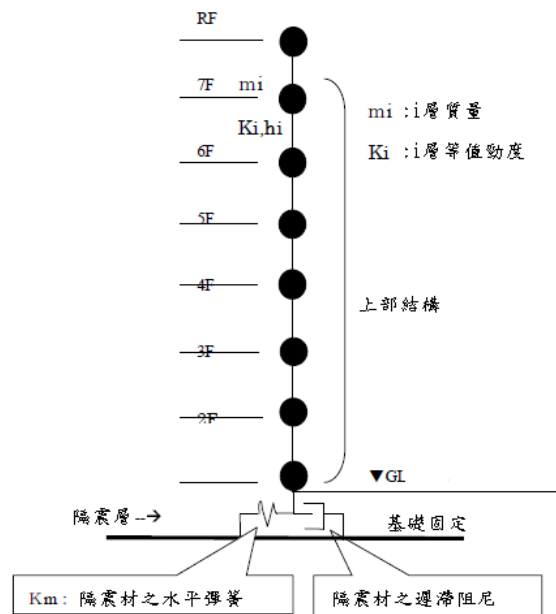 RF
7F mi
mi :i層質量
Ki,hi
Ki :i層等值勁度
6F
5F
4F
上部結構
3F
2F
▼GL
隔震層--→
基礎固定
Km: 隔震材之水平彈簧
隔震材之遲滯阻尼